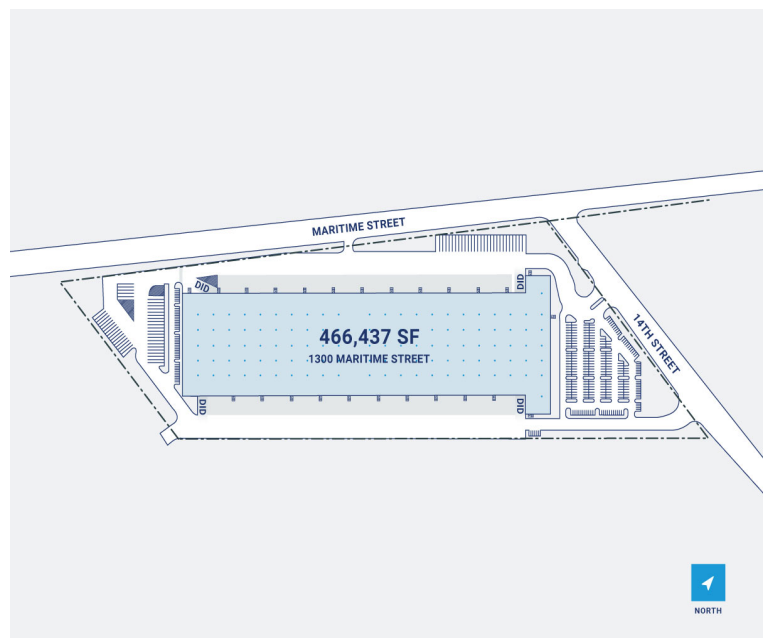 MARITIME STREET
DID
DID
466,437 SF
1300 MARITIME STREET
14TH STREET
DID
DID
NORTH